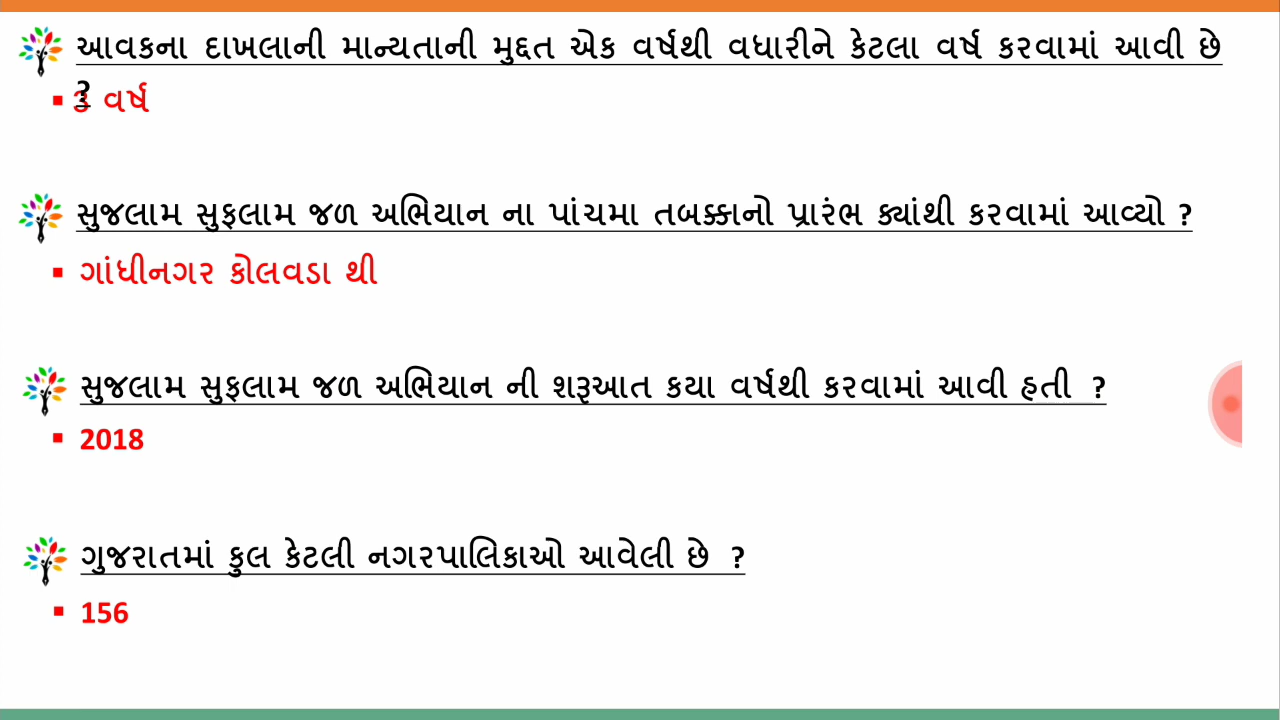 આવકના દાખલાની માન્યતાની મુદ્દત એક વર્ષથી વધારીને કેટલા વર્ષ કરવામાં આવી છે
?
3 વર્ષ
સુજલામ સુફલામ જળ અભિયાન ના પાંચમા તબક્કાનો પ્રારંભ ક્યાંથી કરવામાં આવ્યો ?
ગાંધીનગર કોલવડા થી
સુજલામ સુફલામ જળ અભિયાન ની શરૂઆત કયા વર્ષથી કરવામાં આવી હતી ?
2018
ગુજરાતમાં કુલ કેટલી નગરપાલિકાઓ આવેલી છે ?
156